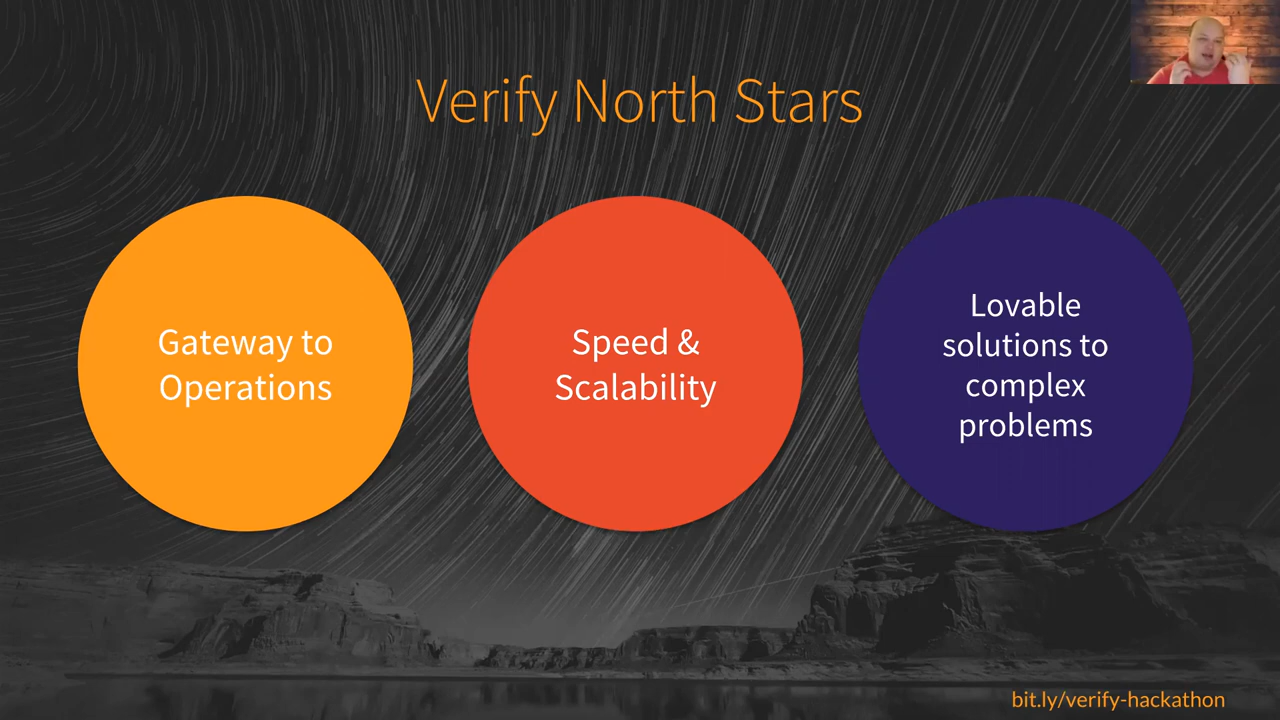 Verify North Stars
Gateway to
Operations
Speed &
Scalability
Lovable
solutions to
complex
problems
bit.ly/verify-hackathon